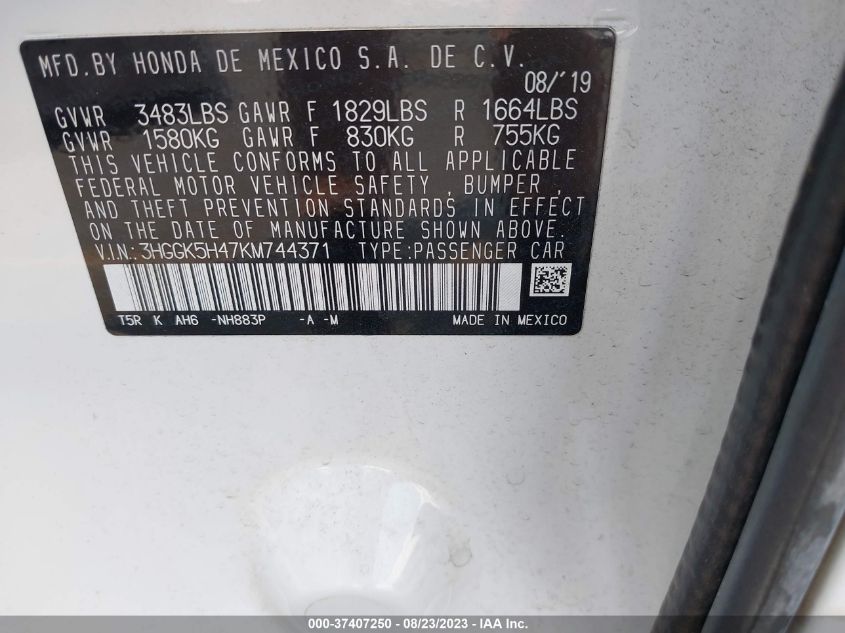 MFD.BY HONDA DE MEXICO S.A. DE C.V.
08/'19
GVWR 3483LBS GAWR F 1829LBS R 1664LBS
GVWR 1580KG GAWR F 830KG R 755KG
THIS VEHICLE CONFORMS TO ALL APPLICABLE
FEDERAL MOTOR VEHICLE SAFETY , BUMPER ,
AND THEFT PREVENTION STANDARDS IN EFFECT
ON THE DATE OF MANUFACTURE SHOWN ABOVE.
V.I.N.:3HGGK5H47KM744371 TYPE:PASSENGER CAR
T5R K AH6 -NH883P -A -M MADE IN MEXICO
000-37407250 - 08/23/2023 - IAA Inc.